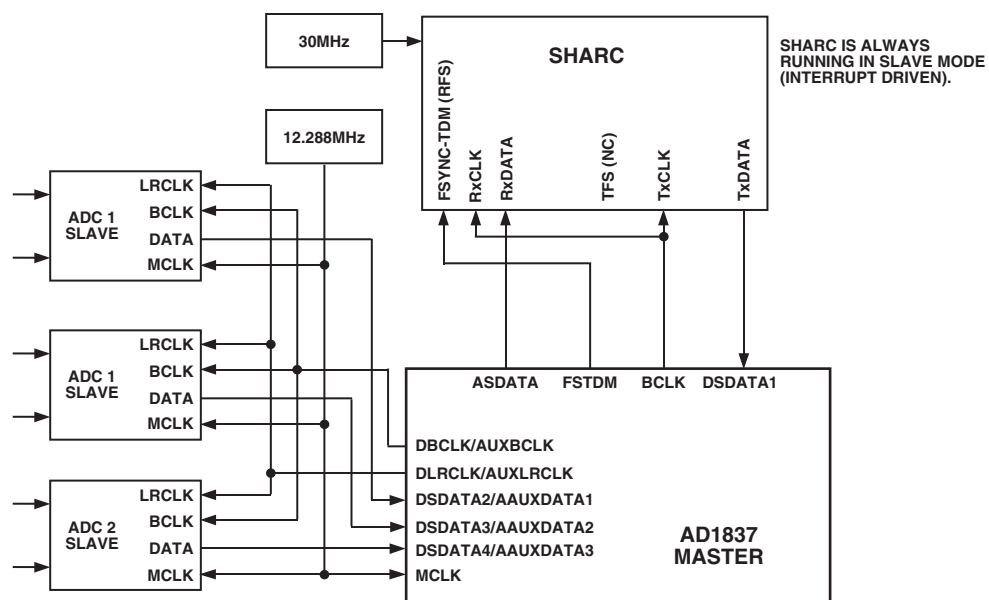 30MHz
SHARC
SHARC IS ALWAYS
RUNNING IN SLAVE MODE
(INTERRUPT DRIVEN).
12.288MHz
FSYNC-TDM (RFS)
RxCLK
RxDATA
TFS (NC)
TxCLK
TxDATA
ADC 1
SLAVE
LRCLK
BCLK
DATA
MCLK
ADC 1
SLAVE
LRCLK
BCLK
DATA
MCLK
ADC 2
SLAVE
LRCLK
BCLK
DATA
MCLK
ASDATA FSTDM BCLK DSDATA1
DBCLK/AUXBCLK
DLRCLK/AUXLRCLK
DSDATA2/AAUXDATA1
DSDATA3/AAUXDATA2
DSDATA4/AAUXDATA3
MCLK
AD1837
MASTER